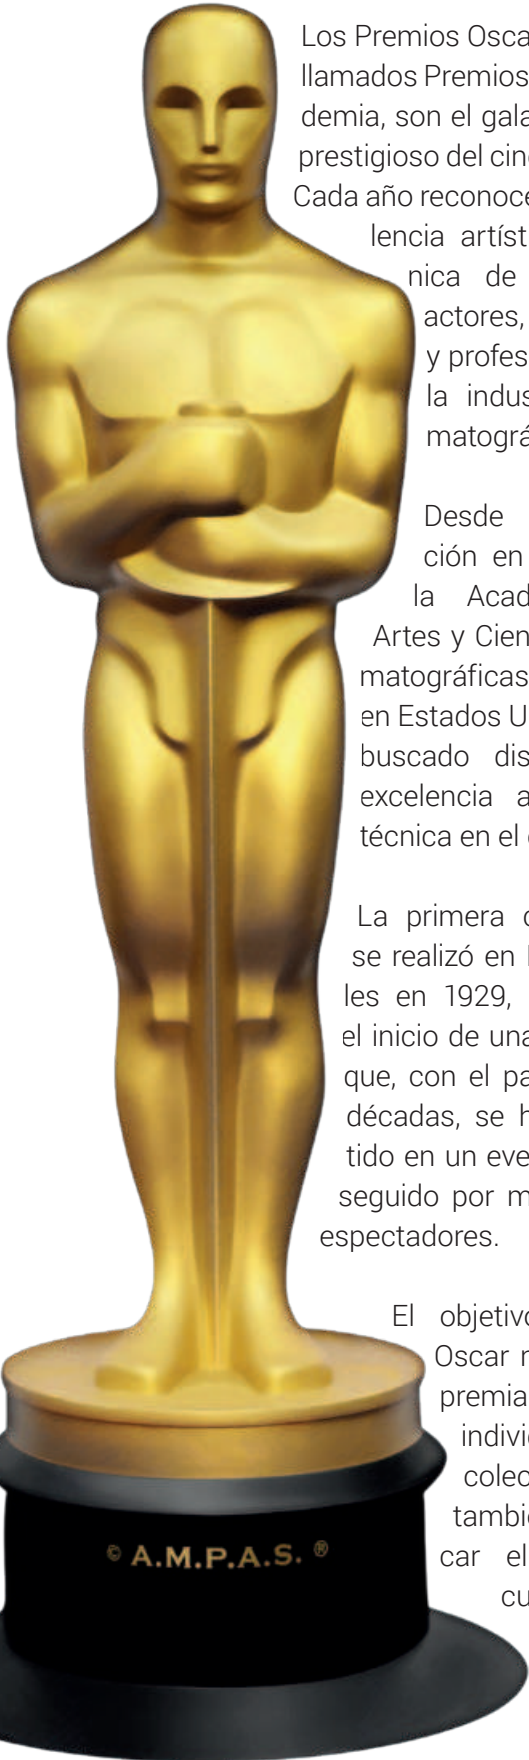 Los Premios Osca
llamados Premios
demia, son el gala
prestigioso del cin
Cada año reconoce
lencia artíst
nica de
actores,
y profes
la indus
matográ
Desde
ción en
la Acad
Artes y Cien
matográficas
en Estados U
buscado dis
excelencia a
técnica en el
La primera
se realizó en
les en 1929,
el inicio de una
que, con el pa
décadas, se h
tido en un eve
seguido por m
espectadores.
El objetivo
Oscar
premia
indivi
colec
tambi
car el
cu
© A.M.P.A.S. ®